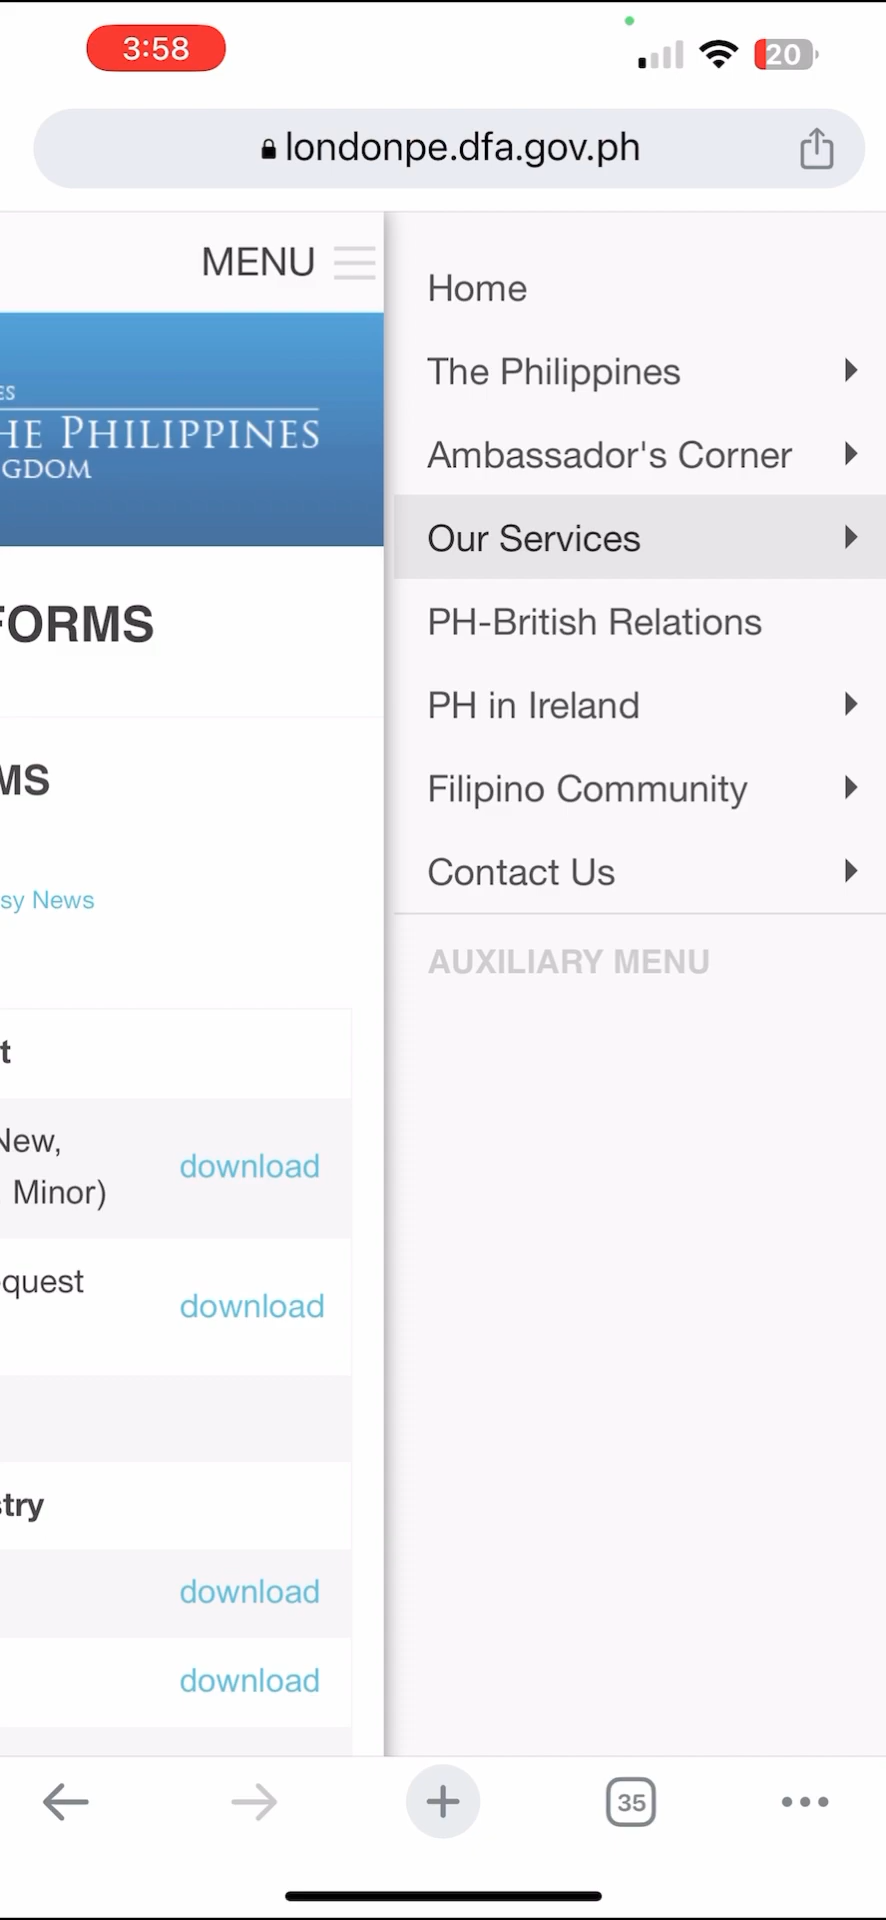 3:58
20
londonpe.dfa.gov.ph
MENU
ES
HE PHILIPPINES
GDOM
FORMS
MS
sy News
t
New,
Minor)
download
quest
download
stry
download
download
Home
The Philippines
Ambassador's Corner
Our Services
PH-British Relations
PH in Ireland
Filipino Community
Contact Us
AUXILIARY MENU
35